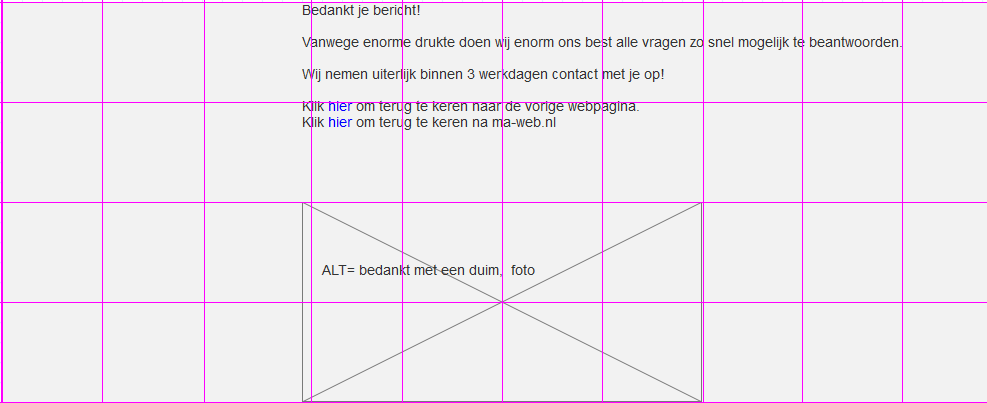 Bedankt je bericht!
Vanwege enorme drukte doen wij enorm ons best alle vragen zo snel mogelijk te beantwoorden.
Wij nemen uiterlijk binnen 3 werkdagen contact met je op!
Klik hier om terug te keren naar de vorige webpagina.
Klik hier om terug te keren na ma-web.nl
ALT= bedankt met een duim, foto